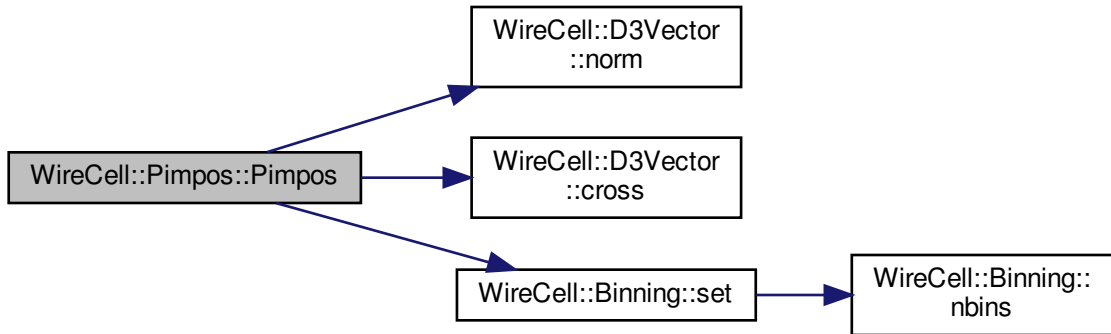 WireCell::D3Vector
::norm
WireCell::Pimpos::Pimpos
WireCell::D3Vector
::cross
WireCell::Binning::set
WireCell::Binning::
nbins